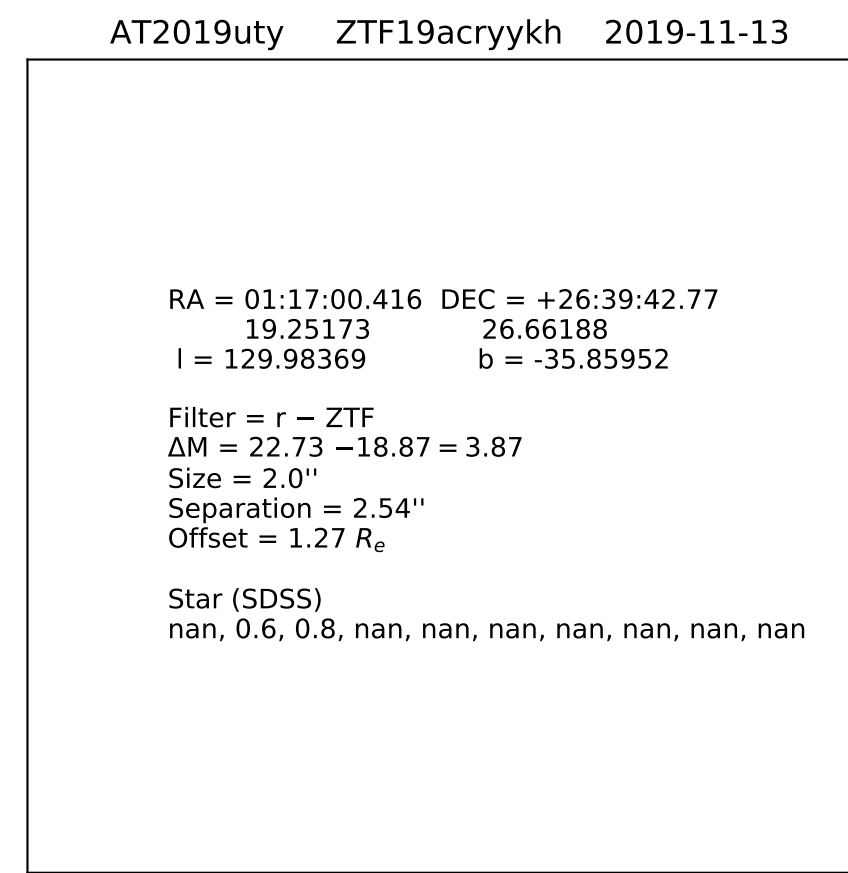 AT2019uty ZTF19acryykh 2019-11-13
RA = 01:17:00.416 DEC = +26:39:42.77
19.25173 26.66188
l = 129.98369 b = -35.85952
Filter = r − ZTF
ΔM = 22.73 −18.87 = 3.87
Size = 2.0''
Separation = 2.54''
Offset = 1.27 Rₑ
Star (SDSS)
nan, 0.6, 0.8, nan, nan, nan, nan, nan, nan, nan